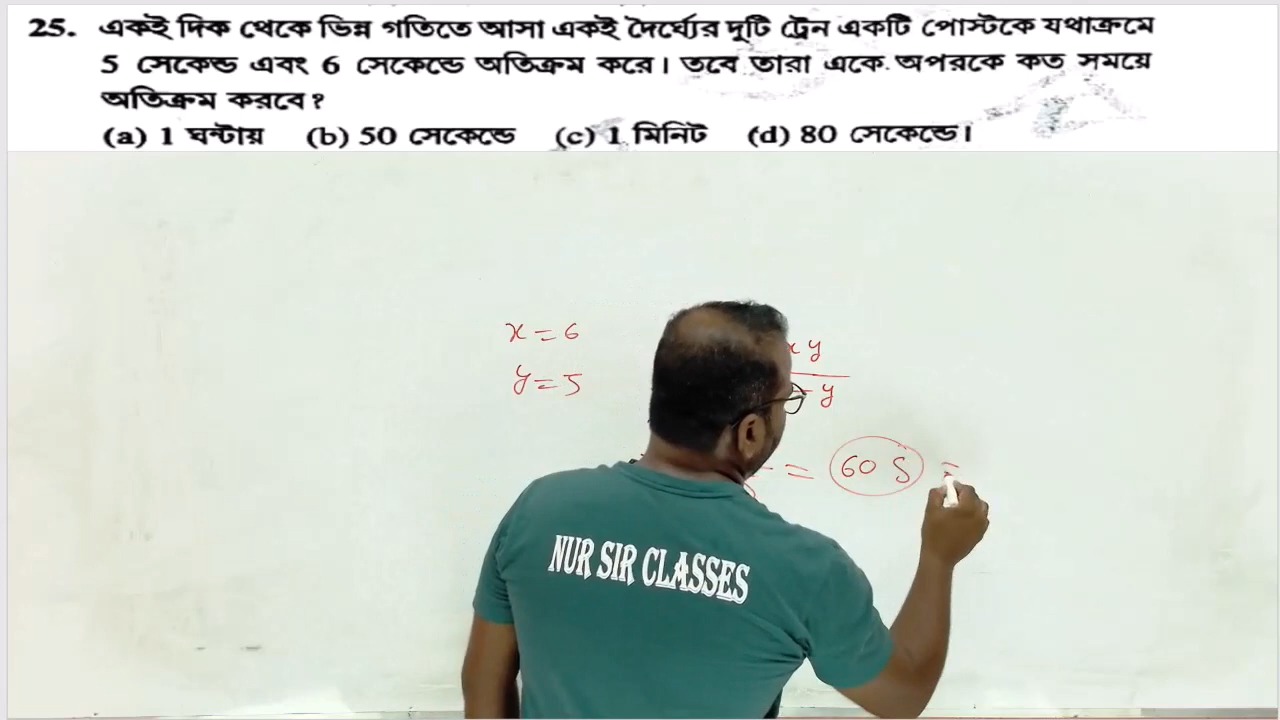 25. একই দিক থেকে ভিন্ন গতিতে আসা একই দৈর্ঘ্যের দুটি ট্রেন একটি পোস্টকে যথাক্রমে
5 সেকেন্ড এবং 6 সেকেন্ডে অতিক্রম করে। তবে তারা একে অপরকে কত সময়ে
অতিক্রম করবে?
(a) 1 ঘন্টায় (b) 50 সেকেন্ডে (c) 1 মিনিট (d) 80 সেকেন্ডে।
x = 6
xy
y = 5
- y
= 60 S =
NUR SIR CLASSES